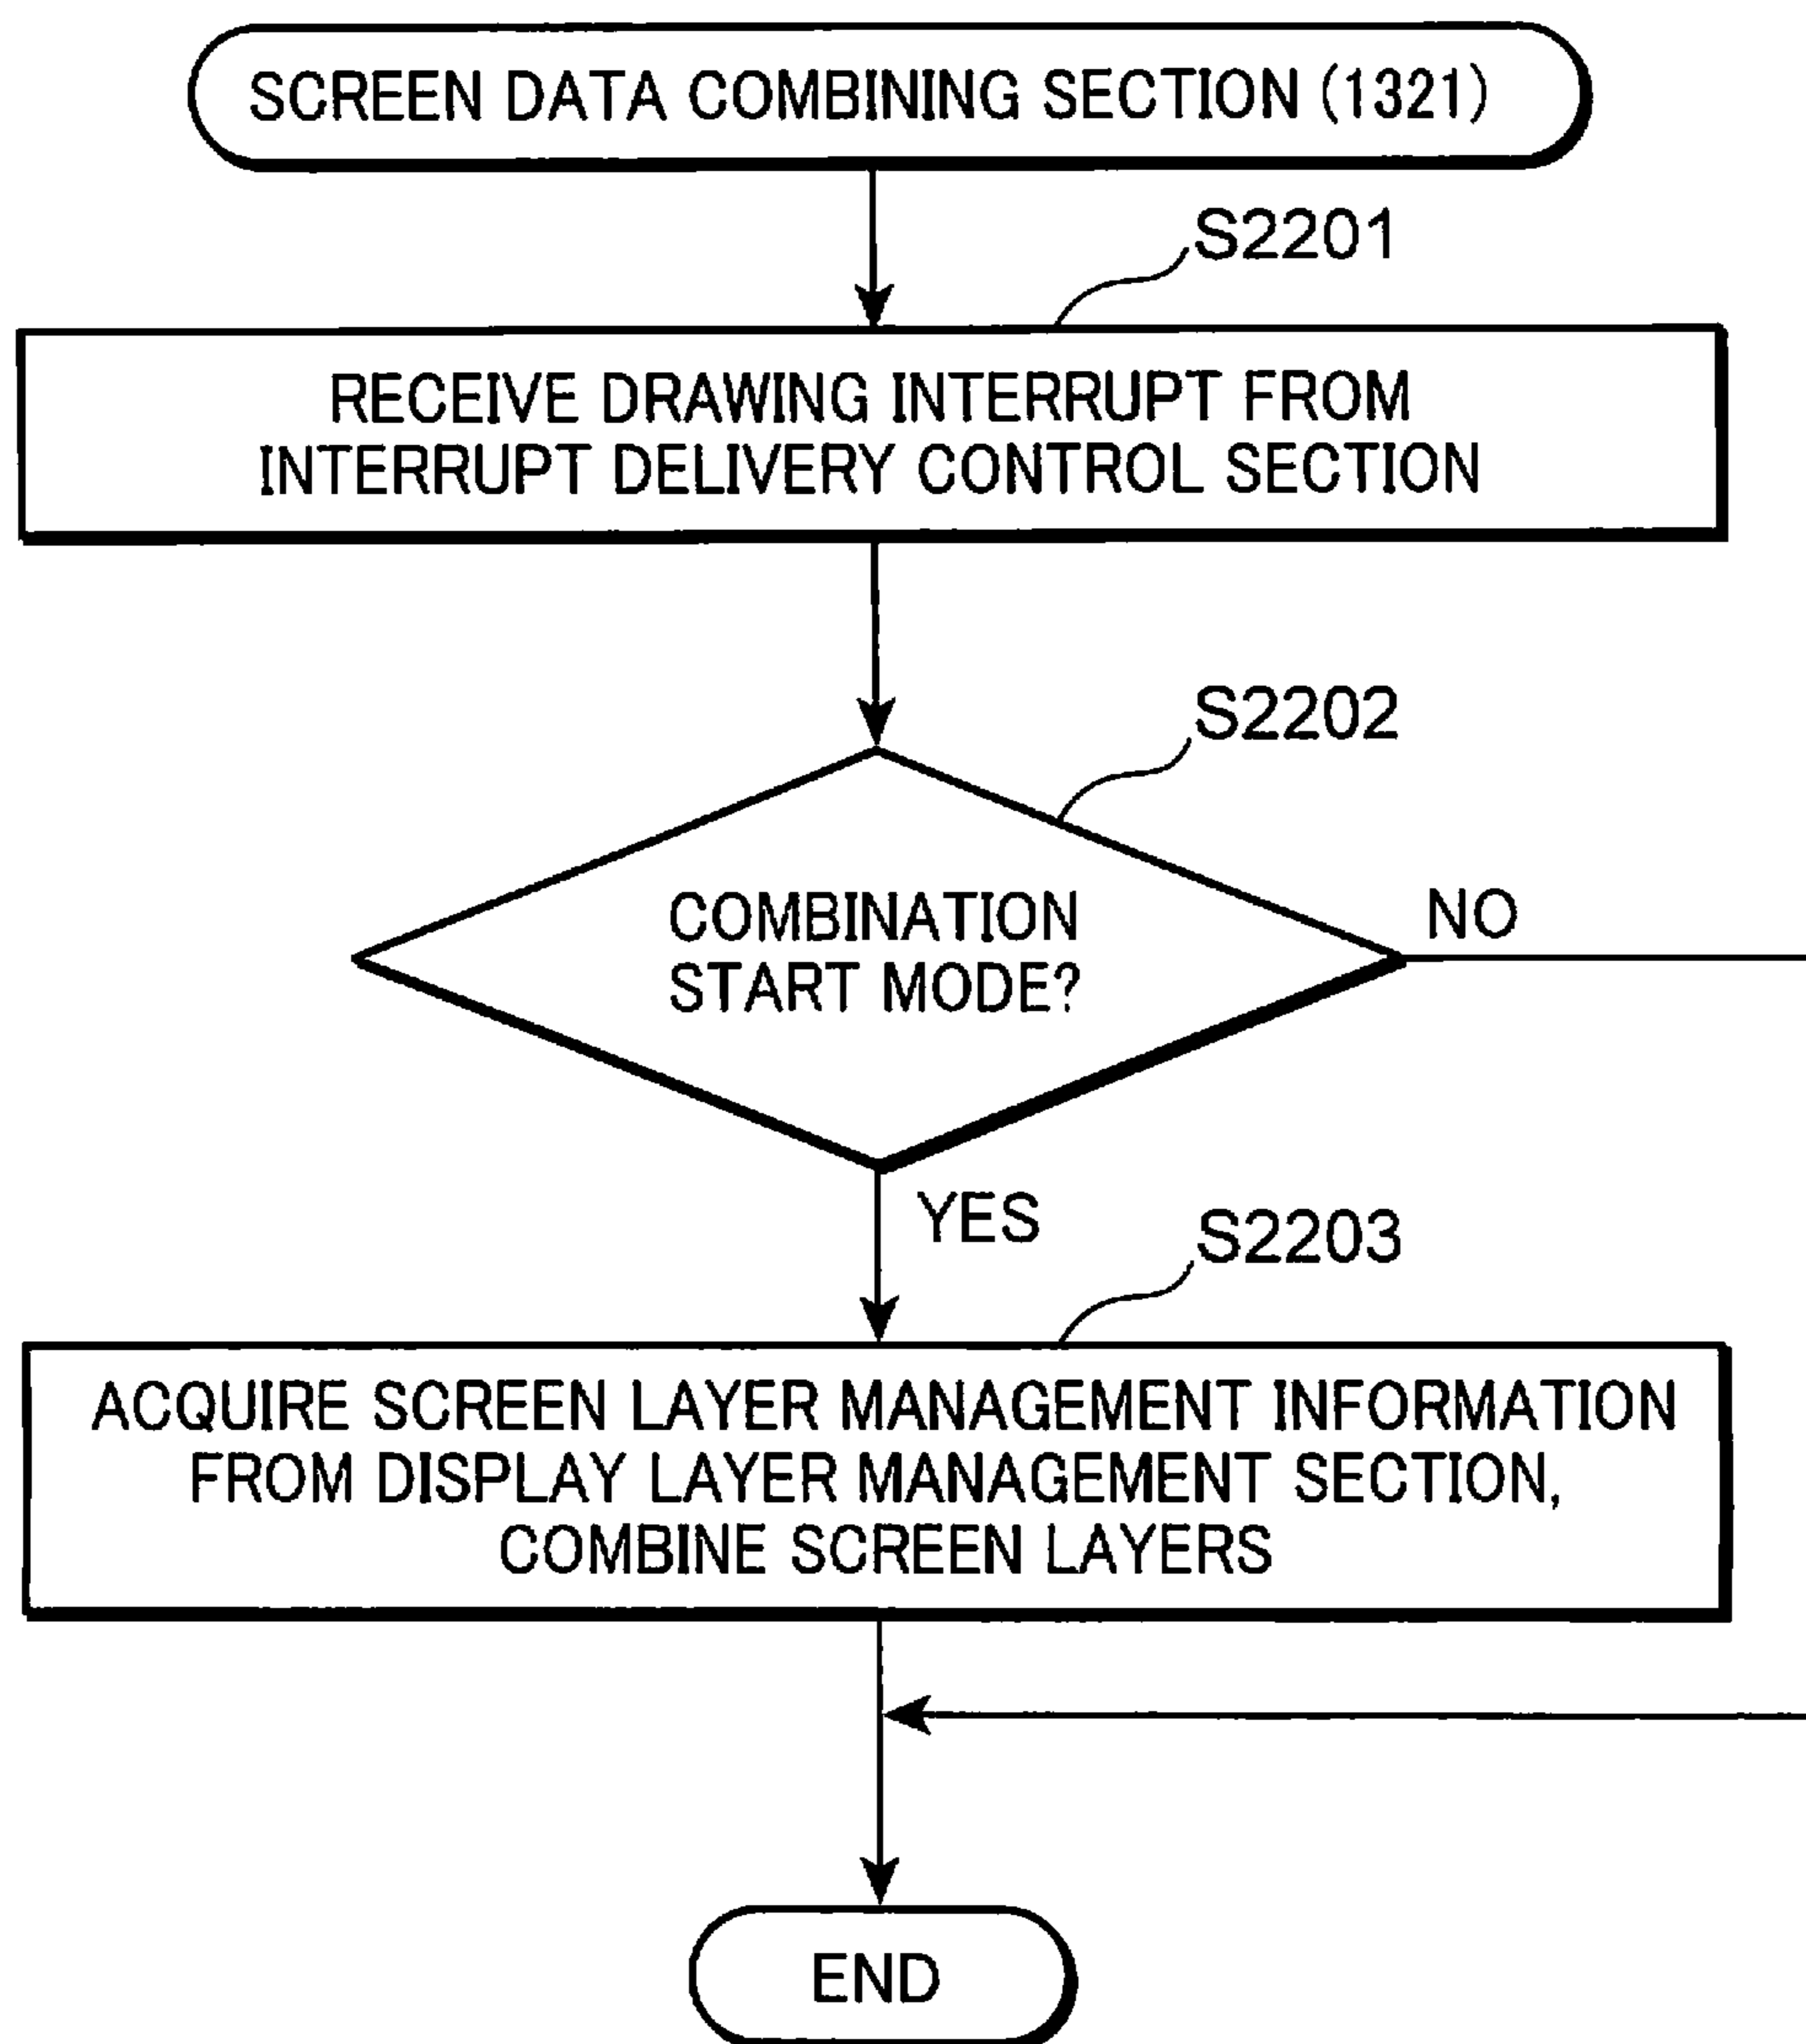 SCREEN DATA COMBINING SECTION (1321)
S2201
RECEIVE DRAWING INTERRUPT FROM
INTERRUPT DELIVERY CONTROL SECTION
S2202
COMBINATION
START MODE?
NO
YES
S2203
ACQUIRE SCREEN LAYER MANAGEMENT INFORMATION
FROM DISPLAY LAYER MANAGEMENT SECTION,
COMBINE SCREEN LAYERS
END